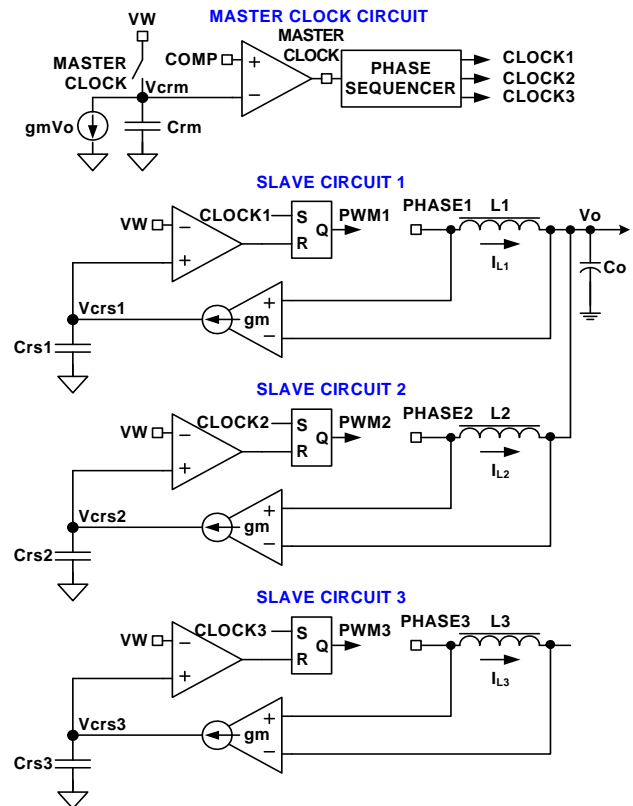 MASTER CLOCK CIRCUIT
VW
MASTER
CLOCK
COMP
MASTER
CLOCK
+
−
PHASE
SEQUENCER
CLOCK1
CLOCK2
CLOCK3
Vcrm
gmVo
Crm
SLAVE CIRCUIT 1
VW
−
+
CLOCK1
S
R
Q
PWM1
PHASE1
L1
IL1
Vo
Co
Vcrs1
gm
+
−
Crs1
SLAVE CIRCUIT 2
VW
−
+
CLOCK2
S
R
Q
PWM2
PHASE2
L2
IL2
Vcrs2
gm
+
−
Crs2
SLAVE CIRCUIT 3
VW
−
+
CLOCK3
S
R
Q
PWM3
PHASE3
L3
IL3
Vcrs3
gm
+
−
Crs3